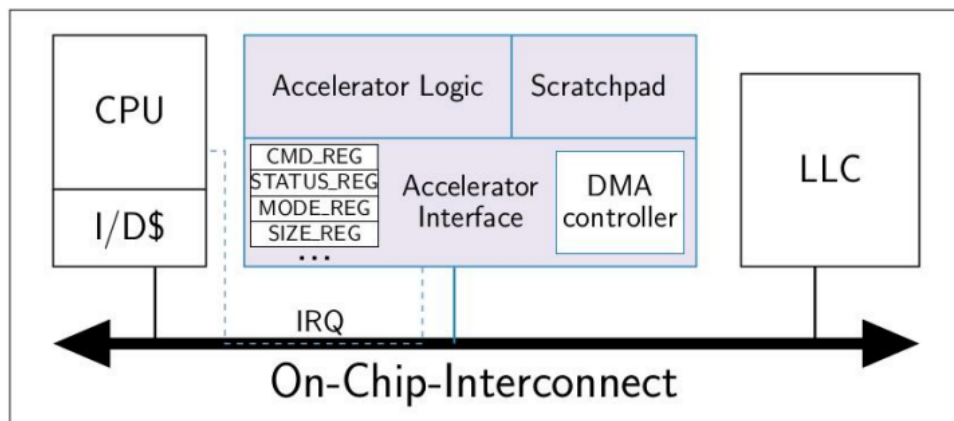 CPU
I/D$
Accelerator Logic
Scratchpad
CMD_REG
STATUS_REG
MODE_REG
SIZE_REG
...
Accelerator
Interface
DMA
controller
LLC
IRQ
On-Chip-Interconnect